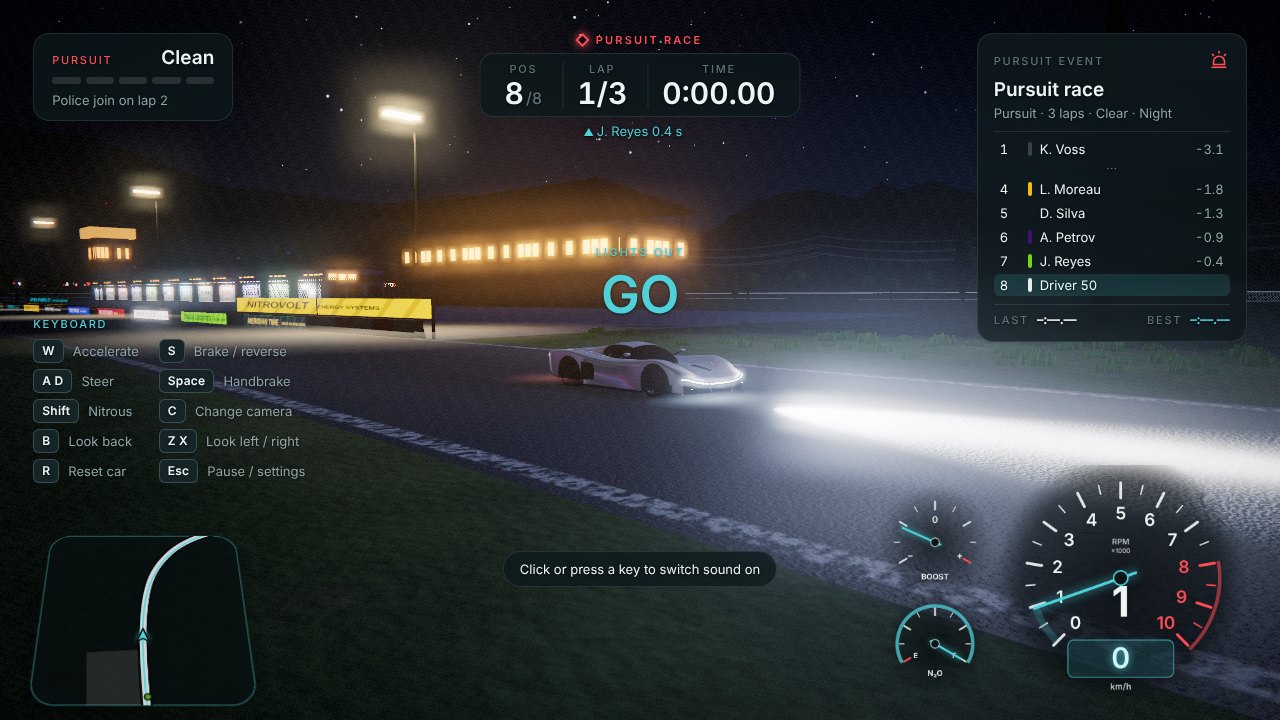 PURSUIT
Clean
Police join on lap 2
PURSUIT RACE
POS
LAP
TIME
8/8
1/3
0:00.00
▲ J. Reyes 0.4 s
PURSUIT EVENT
Pursuit race
Pursuit · 3 laps · Clear · Night
1 K. Voss -3.1
...
4 L. Moreau -1.8
5 D. Silva -1.3
6 A. Petrov -0.9
7 J. Reyes -0.4
8 Driver 50
LAST -:--.-- BEST -:--.--
LIGHTS OUT
GO
NITROVOLT ENERGY SYSTEMS
MERIDIAN TIME
KEYBOARD
W Accelerate S Brake / reverse
A D Steer Space Handbrake
Shift Nitrous C Change camera
B Look back Z X Look left / right
R Reset car Esc Pause / settings
Click or press a key to switch sound on
0
- +
BOOST
E F
N₂O
0 1 2 3 4 5 6 7 8 9 10
RPM
×1000
1
0
km/h